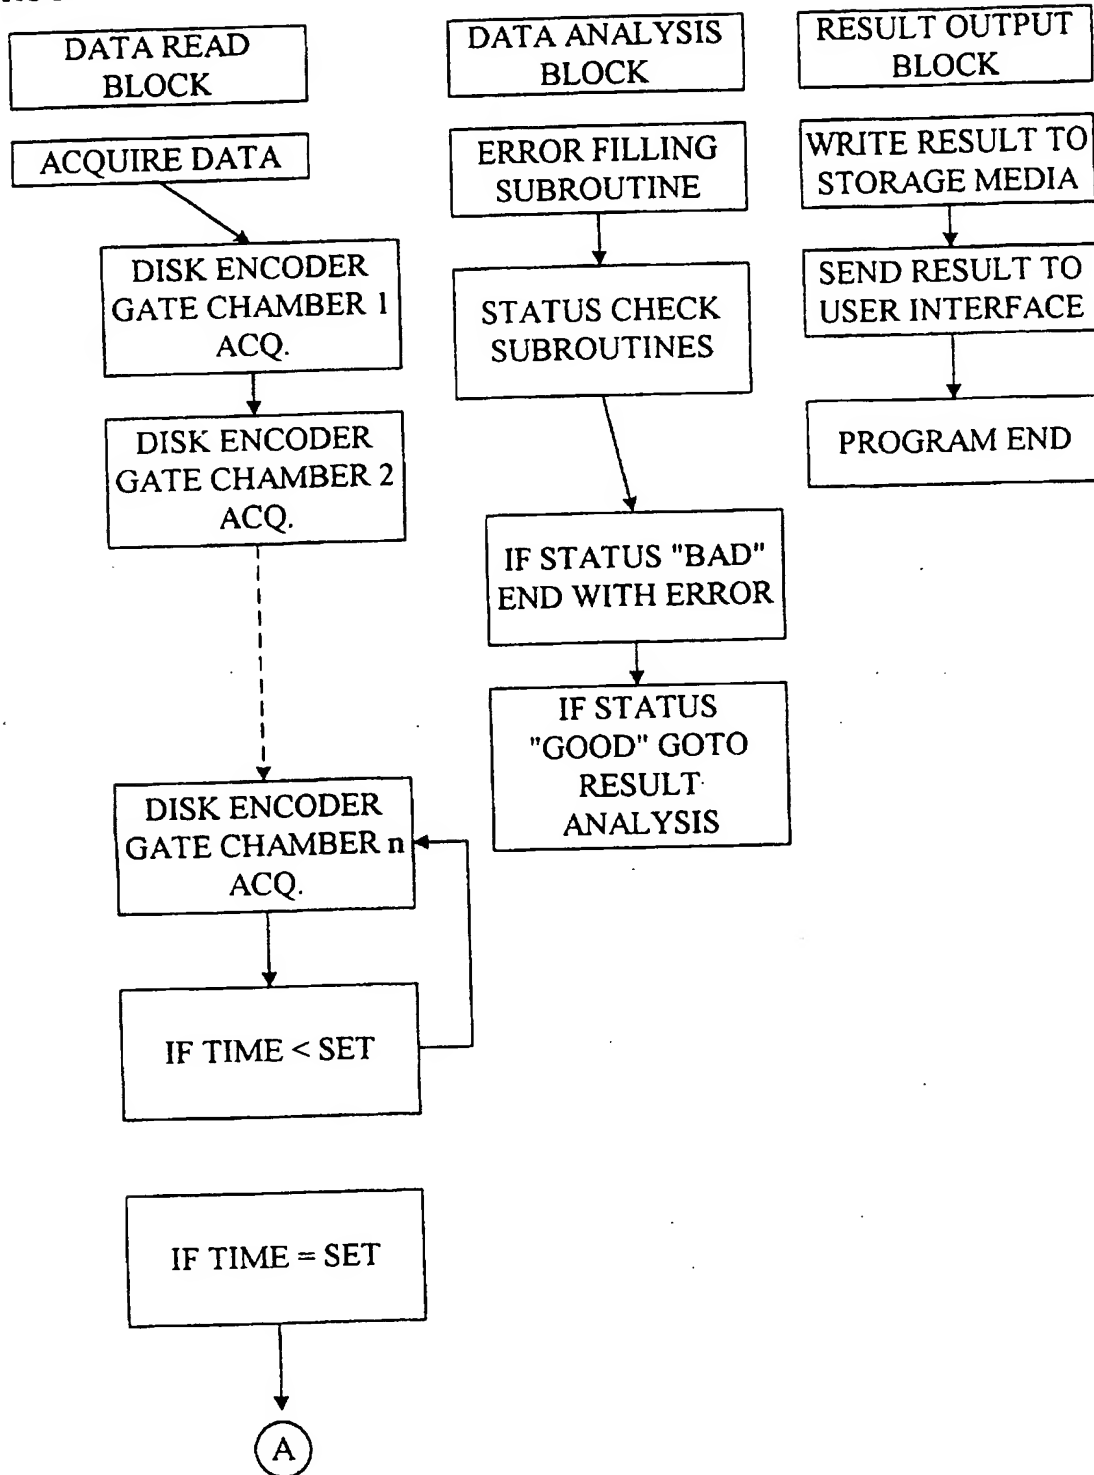 DATA READ
BLOCK
ACQUIRE DATA
DISK ENCODER
GATE CHAMBER 1
ACQ.
DISK ENCODER
GATE CHAMBER 2
ACQ.
DISK ENCODER
GATE CHAMBER n
ACQ.
IF TIME < SET
IF TIME = SET
A
DATA ANALYSIS
BLOCK
ERROR FILLING
SUBROUTINE
STATUS CHECK
SUBROUTINES
IF STATUS "BAD"
END WITH ERROR
IF STATUS
"GOOD" GOTO
RESULT
ANALYSIS
RESULT OUTPUT
BLOCK
WRITE RESULT TO
STORAGE MEDIA
SEND RESULT TO
USER INTERFACE
PROGRAM END